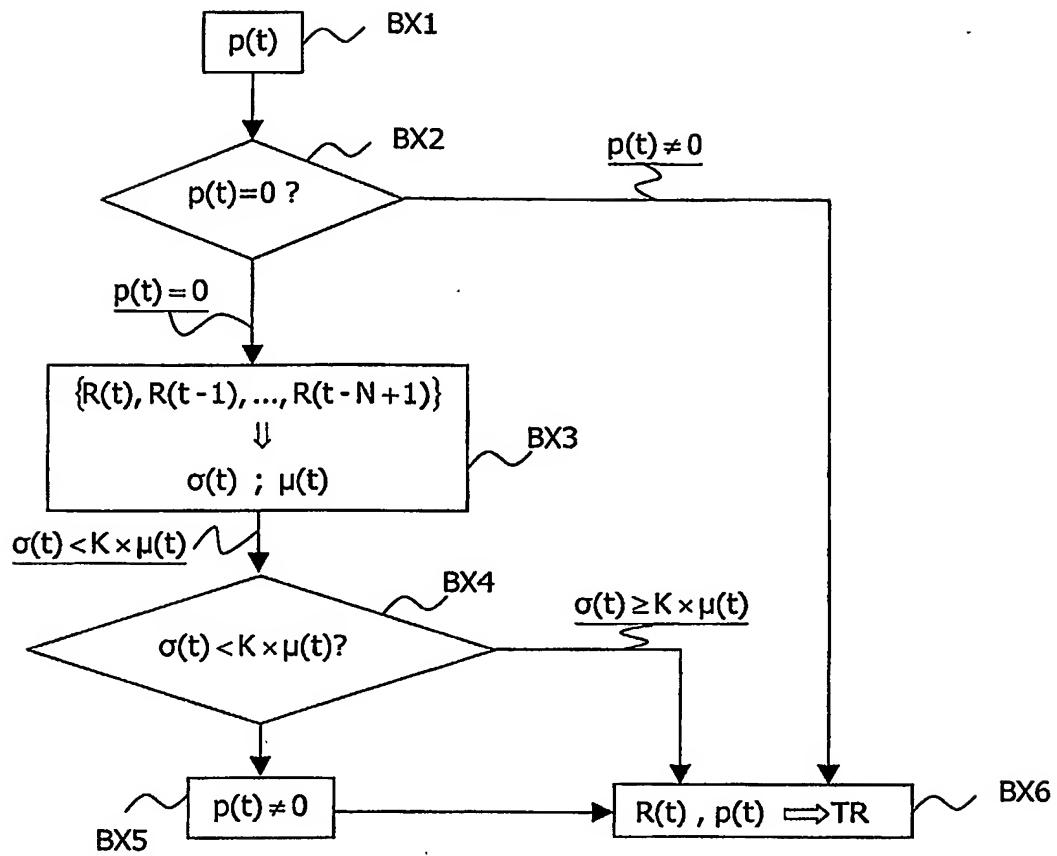 p(t)
BX1
BX2
p(t)=0 ?
p(t)≠0
p(t)=0
{R(t), R(t-1), ..., R(t-N+1)}
⇓
σ(t) ; μ(t)
BX3
σ(t)<K×μ(t)
BX4
σ(t)<K×μ(t)?
σ(t)≥K×μ(t)
p(t)≠0
BX5
R(t) , p(t) ⟹TR
BX6